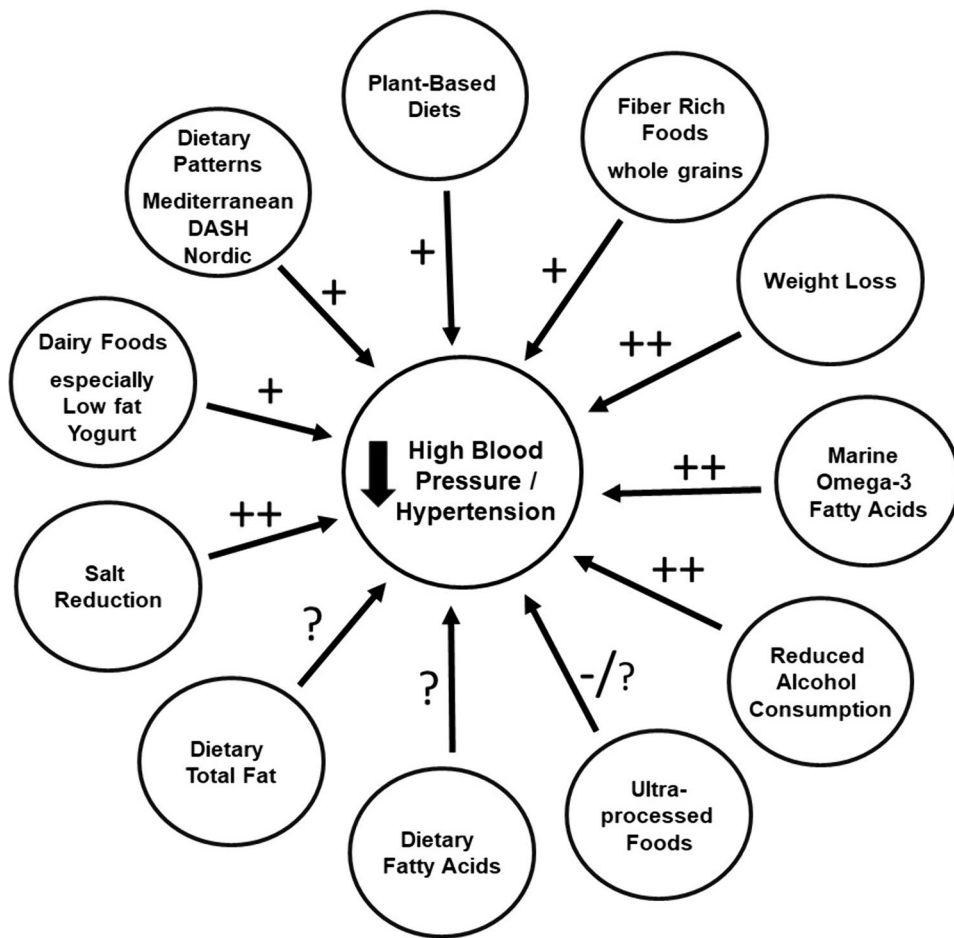 Plant-Based
Diets
+
Fiber Rich
Foods
whole grains
+
Weight Loss
++
Marine
Omega-3
Fatty Acids
++
Reduced
Alcohol
Consumption
++
Ultra-
processed
Foods
-/?
Dietary
Fatty Acids
?
Dietary
Total Fat
?
Salt
Reduction
++
Dairy Foods
especially
Low fat
Yogurt
+
Dietary
Patterns
Mediterranean
DASH
Nordic
+
High Blood
Pressure /
Hypertension